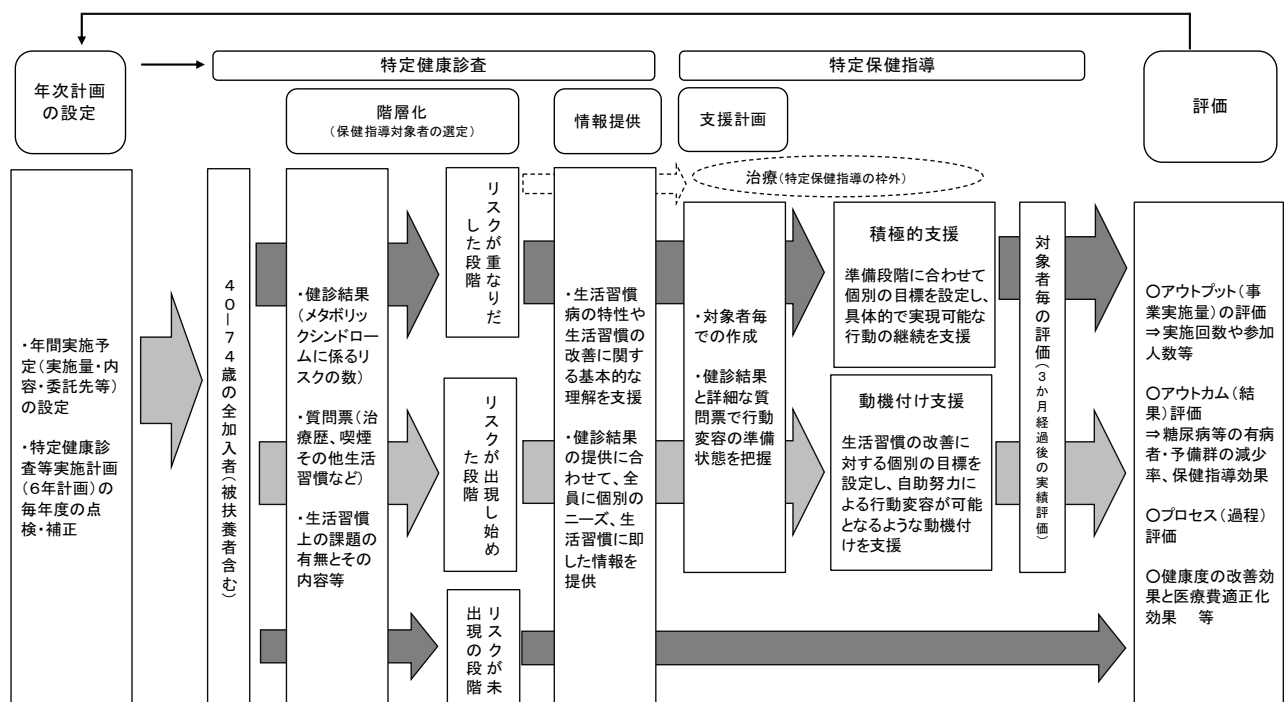 年次計画
の設定
特定健康診査
特定保健指導
評価
階層化
(保健指導対象者の選定)
情報提供
支援計画
・年間実施予
定(実施量・内
容・委託先等)
の設定
・特定健康診
査等実施計画
(6年計画)の
毎年度の点
検・補正
40―74歳の全加入者(被扶養者含む)
・健診結果
(メタボリッ
クシンドロー
ムに係るリ
スクの数)
・質問票(治
療歴、喫煙
その他生活
習慣など)
・生活習慣
上の課題の
有無とその
内容等
リスクが重なりだ
した段階
リスクが出現し始め
た段階
リスクが未
出現の段階
・生活習慣
病の特性や
生活習慣の
改善に関す
る基本的な
理解を支援
・健診結果
の提供に合
わせて、全
員に個別の
ニーズ、生
活習慣に即
した情報を
提供
治療(特定保健指導の枠外)
・対象者毎
での作成
・健診結果
と詳細な質
問票で行動
変容の準備
状態を把握
積極的支援
準備段階に合わせて
個別の目標を設定し、
具体的で実現可能な
行動の継続を支援
動機付け支援
生活習慣の改善に
対する個別の目標を
設定し、自助努力に
よる行動変容が可能
となるような動機付
けを支援
対象者毎の評価(3か月経過後の実績評価)
○アウトプット(事
業実施量)の評価
⇒実施回数や参加
人数等
○アウトカム(結
果)評価
⇒糖尿病等の有病
者・予備群の減少
率、保健指導効果
○プロセス(過程)
評価
○健康度の改善効
果と医療費適正化
効果 等